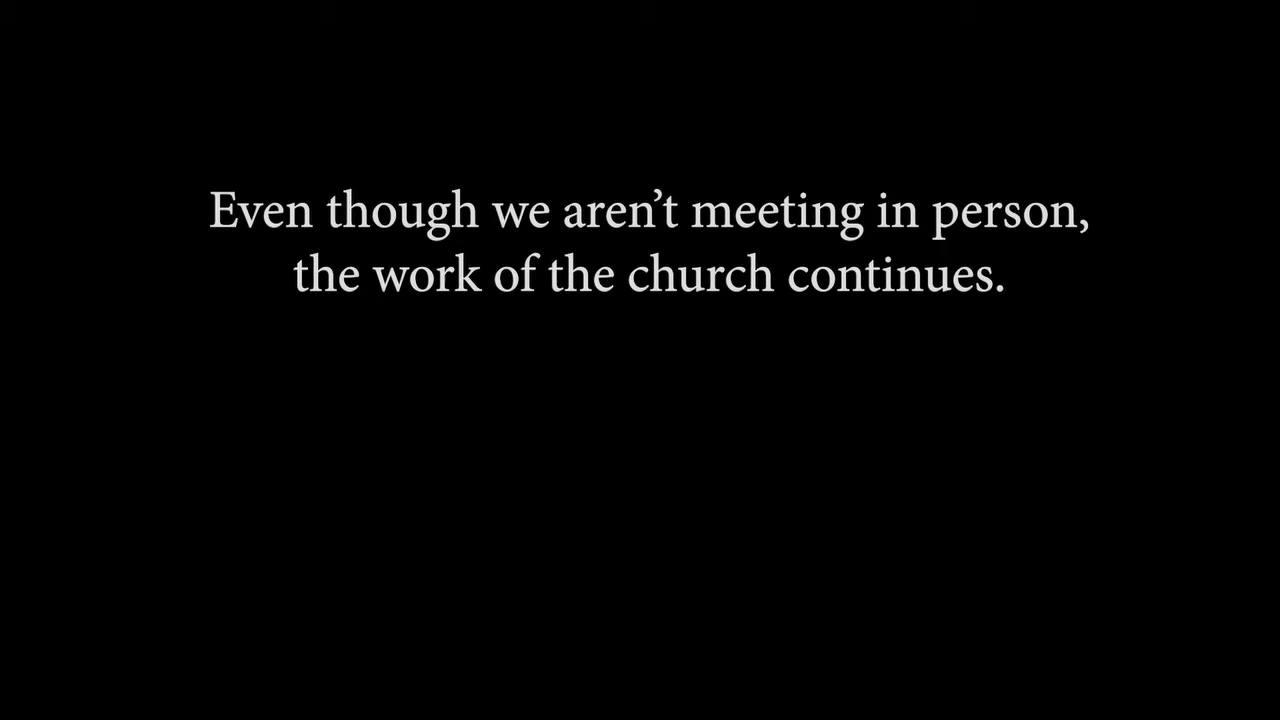 Even though we aren’t meeting in person,
the work of the church continues.